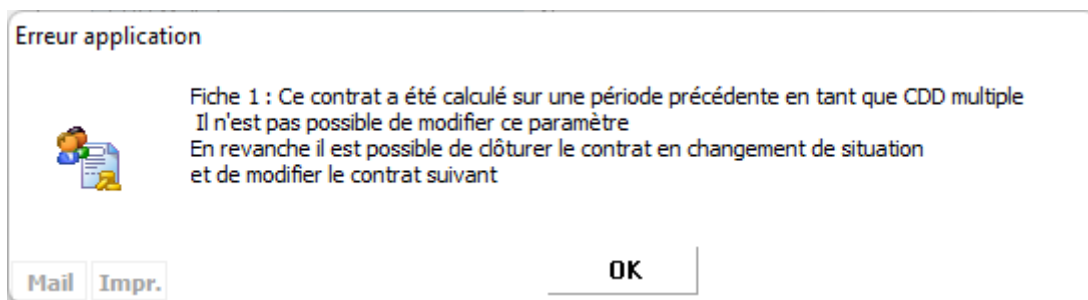 Erreur application
Fiche 1 : Ce contrat a été calculé sur une période précédente en tant que CDD multiple
Il n'est pas possible de modifier ce paramètre
En revanche il est possible de clôturer le contrat en changement de situation
et de modifier le contrat suivant
OK
Mail Impr.